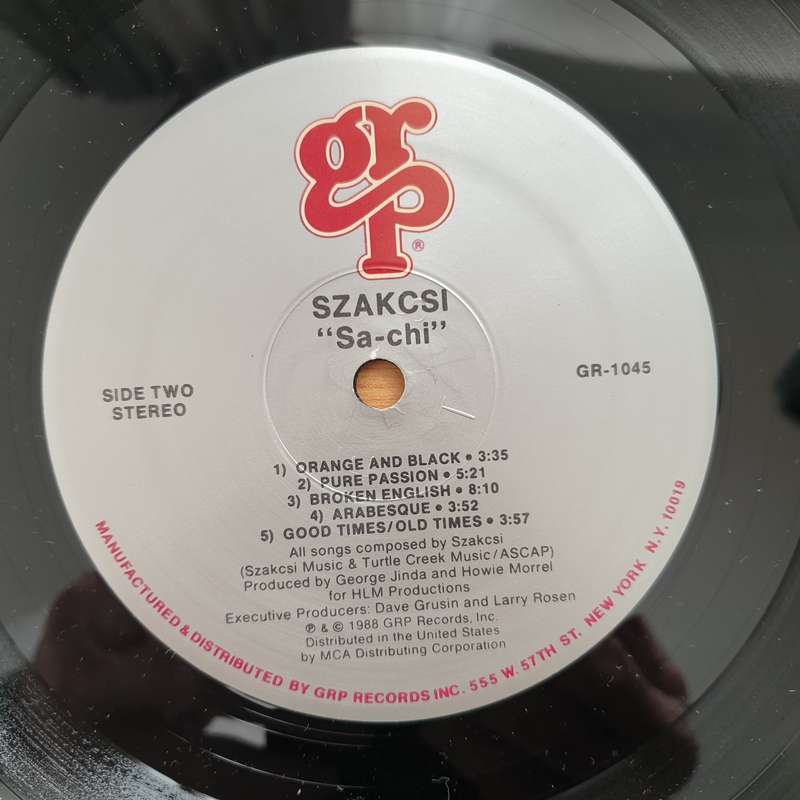 grp
®
SZAKCSI
"Sa-chi"
SIDE TWO
STEREO
GR-1045
1) ORANGE AND BLACK • 3:35
2) PURE PASSION • 5:21
3) BROKEN ENGLISH • 8:10
4) ARABESQUE • 3:52
5) GOOD TIMES/OLD TIMES • 3:57
All songs composed by Szakcsi
(Szakcsi Music & Turtle Creek Music/ASCAP)
Produced by George Jinda and Howie Morrel
for HLM Productions
Executive Producers: Dave Grusin and Larry Rosen
℗ & © 1988 GRP Records, Inc.
Distributed in the United States
by MCA Distributing Corporation
MANUFACTURED & DISTRIBUTED BY GRP RECORDS INC. 555 W. 57TH ST. NEW YORK N.Y. 10019